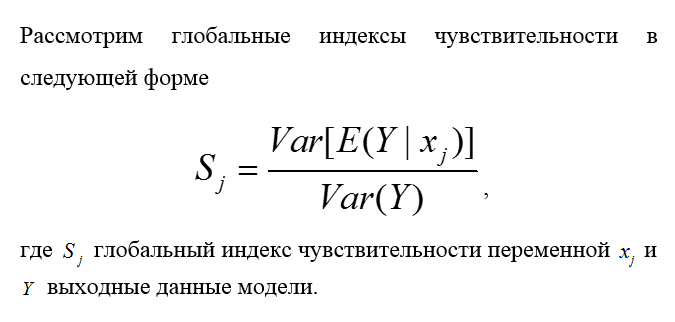 Рассмотрим глобальные индексы чувствительности в
следующей форме
S_j = Var[E(Y | x_j)] / Var(Y) ,
где S_j глобальный индекс чувствительности переменной x_j и
Y выходные данные модели.